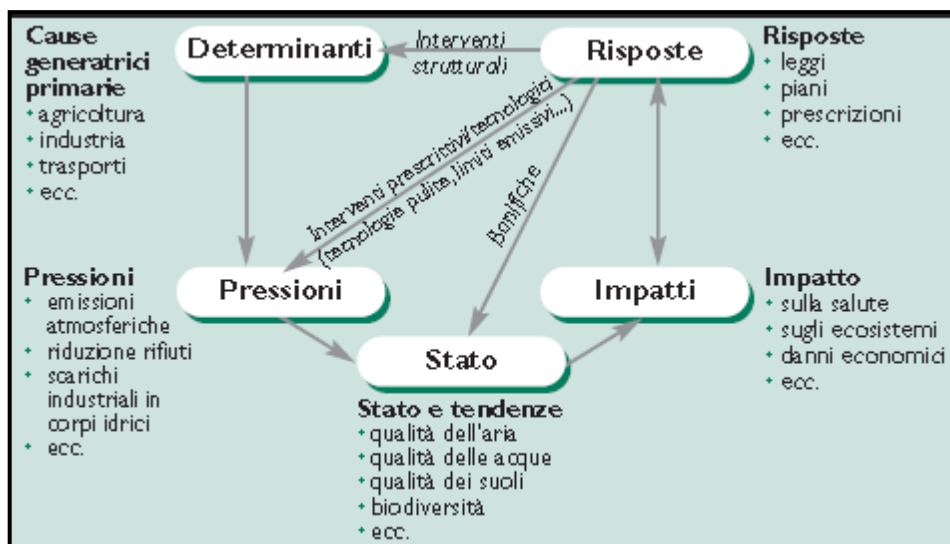 Cause
generatrici
primarie
agricoltura
industria
trasporti
ecc.
Determinanti
Interventi
strutturali
Risposte
Risposte
leggi
piani
prescrizioni
ecc.
Interventi prescrittivi/tecnologici
(tecnologie pulite, limiti emissivi...)
Bonifiche
Pressioni
emissioni
atmosferiche
riduzione rifiuti
scarichi
industriali in
corpi idrici
ecc.
Pressioni
Impatti
Impatto
sulla salute
sugli ecosistemi
danni economici
ecc.
Stato
Stato e tendenze
qualità dell'aria
qualità delle acque
qualità dei suoli
biodiversità
ecc.